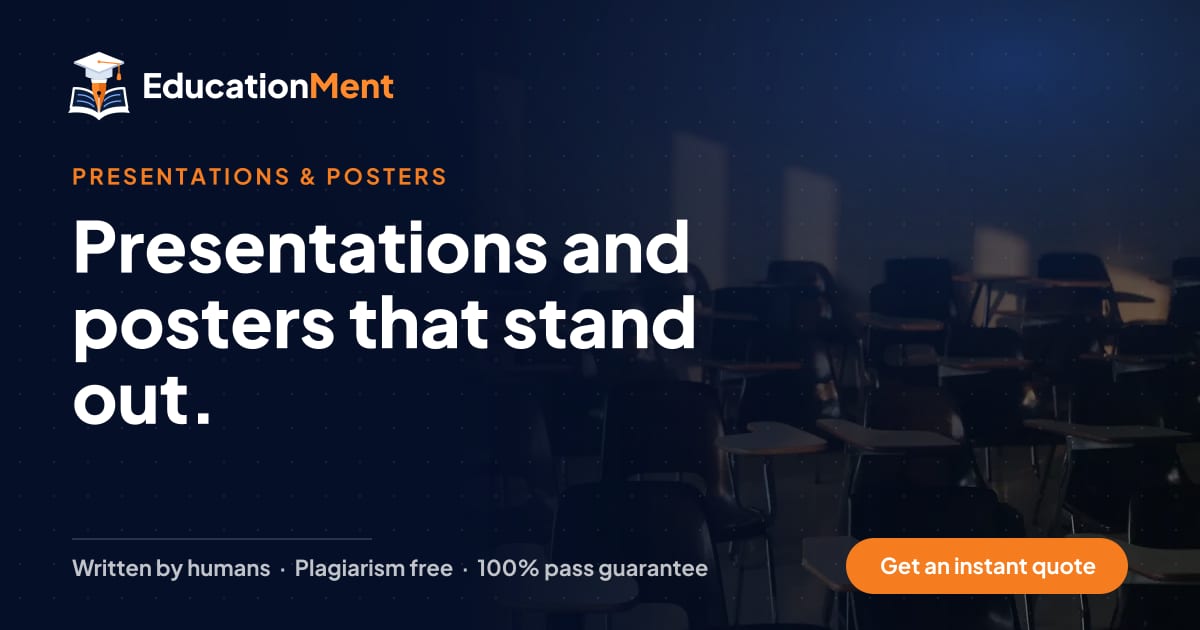 EducationMent
PRESENTATIONS & POSTERS
Presentations and
posters that stand
out.
Written by humans · Plagiarism free · 100% pass guarantee
Get an instant quote